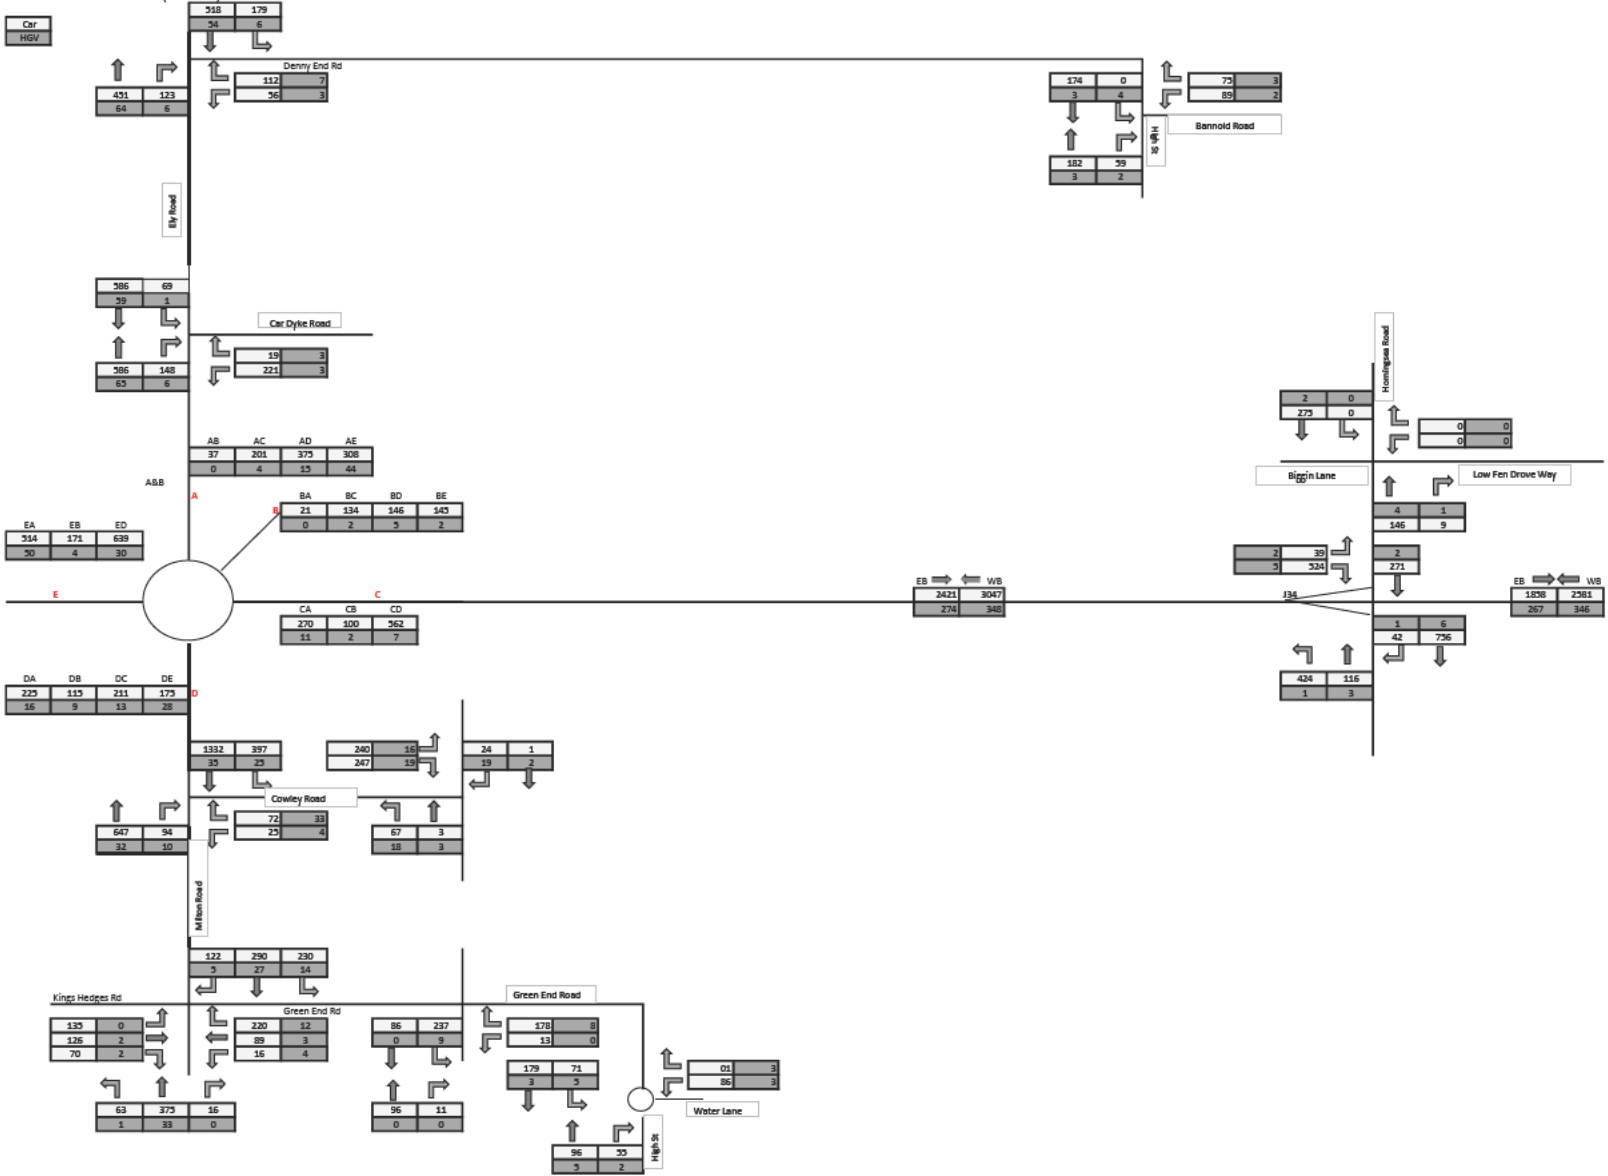 518 179
Car
54 6
HGV
Denny End Rd
112 7
56 3
451 123
64 6
174 0
3 4
75 3
89 2
Bannold Road
High St
182 59
3 2
Ely Road
586 69
59 1
Car Dyke Road
19 3
221 3
586 148
65 6
Horningsea Road
2 0
275 0
0 0
0 0
AB AC AD AE
37 201 375 308
0 4 15 44
Biggin Lane
Low Fen Drove Way
A&B
A
BA BC BD BE
B
21 134 146 145
0 2 5 2
4 1
146 9
EA EB ED
514 171 639
50 4 30
2 39
5 524
2
271
E
C
EB WB
2421 3047
274 348
J34
EB WB
1858 2581
267 346
CA CB CD
270 100 562
11 2 7
1 6
42 756
DA DB DC DE
225 115 211 175
16 9 13 28
D
424 116
1 3
1332 397
35 25
240 16
247 19
24 1
19 2
Cowley Road
72 33
25 4
647 94
32 10
67 3
18 3
Milton Road
122 290 230
5 27 14
Kings Hedges Rd
Green End Road
Green End Rd
135 0
126 2
70 2
220 12
89 3
16 4
86 237
0 9
178 8
13 0
179 71
3 5
01 3
86 3
Water Lane
63 375 16
1 33 0
96 11
0 0
High St
96 55
5 2